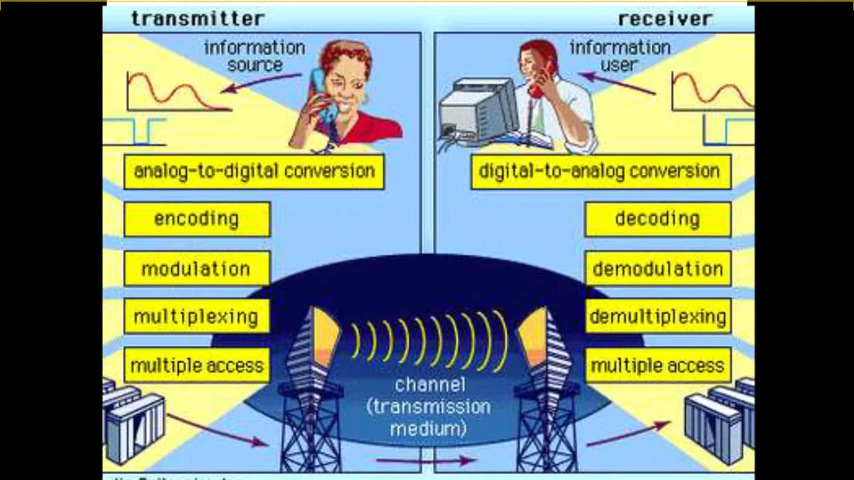 transmitter
receiver
information
source
information
user
analog-to-digital conversion
digital-to-analog conversion
encoding
decoding
modulation
demodulation
multiplexing
demultiplexing
multiple access
multiple access
channel
(transmission
medium)